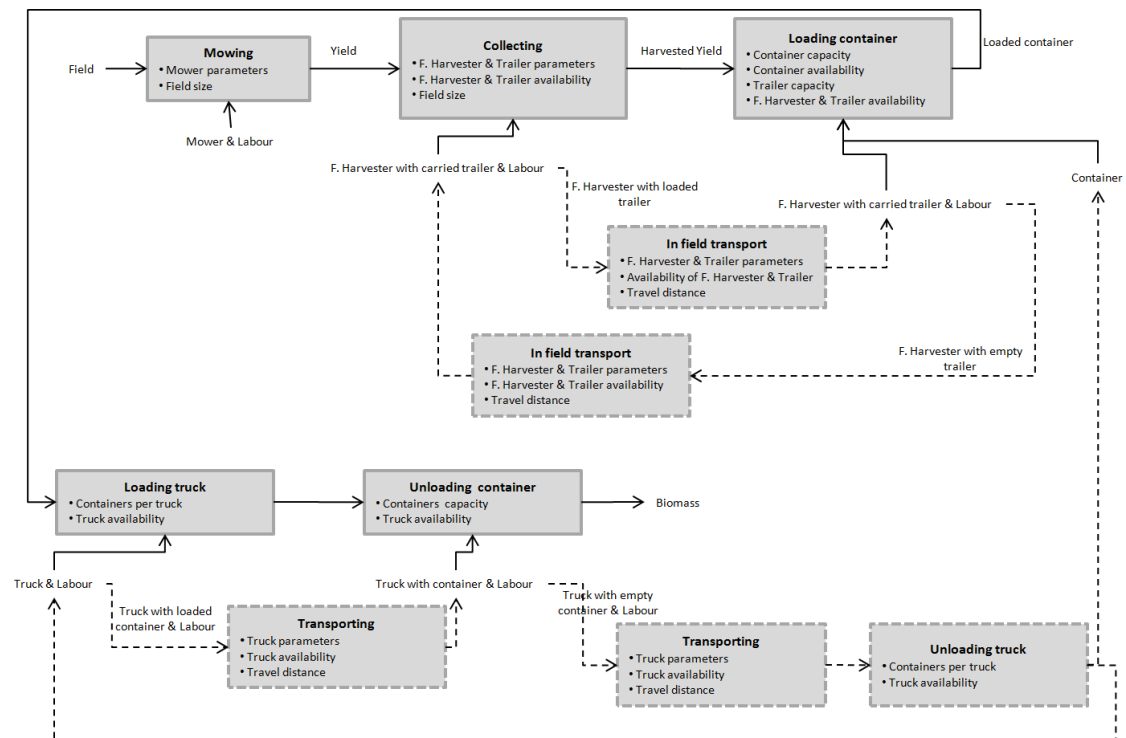 Field
Mowing
• Mower parameters
• Field size
Mower & Labour
Yield
Collecting
• F. Harvester & Trailer parameters
• F. Harvester & Trailer availability
• Field size
Harvested Yield
Loading container
• Container capacity
• Container availability
• Trailer capacity
• F. Harvester & Trailer availability
Loaded container
F. Harvester with carried trailer & Labour
F. Harvester with loaded
trailer
F. Harvester with carried trailer & Labour
Container
In field transport
• F. Harvester & Trailer parameters
• Availability of F. Harvester & Trailer
• Travel distance
In field transport
• F. Harvester & Trailer parameters
• F. Harvester & Trailer availability
• Travel distance
F. Harvester with empty
trailer
Loading truck
• Containers per truck
• Truck availability
Unloading container
• Containers capacity
• Truck availability
Biomass
Truck & Labour
Truck with loaded
container & Labour
Transporting
• Truck parameters
• Truck availability
• Travel distance
Truck with container & Labour
Truck with empty
container & Labour
Transporting
• Truck parameters
• Truck availability
• Travel distance
Unloading truck
• Containers per truck
• Truck availability